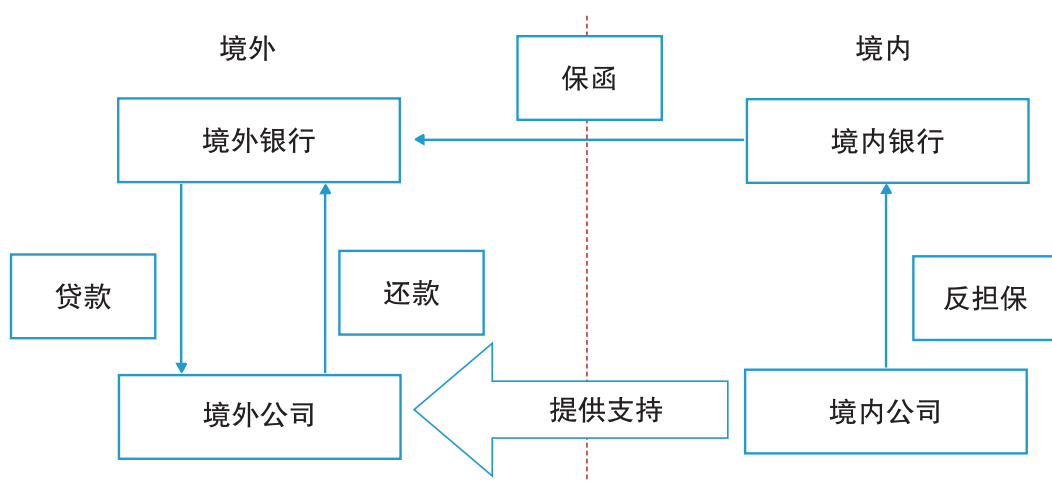 境外
境内
保函
境外银行
境内银行
贷款
还款
反担保
提供支持
境外公司
境内公司